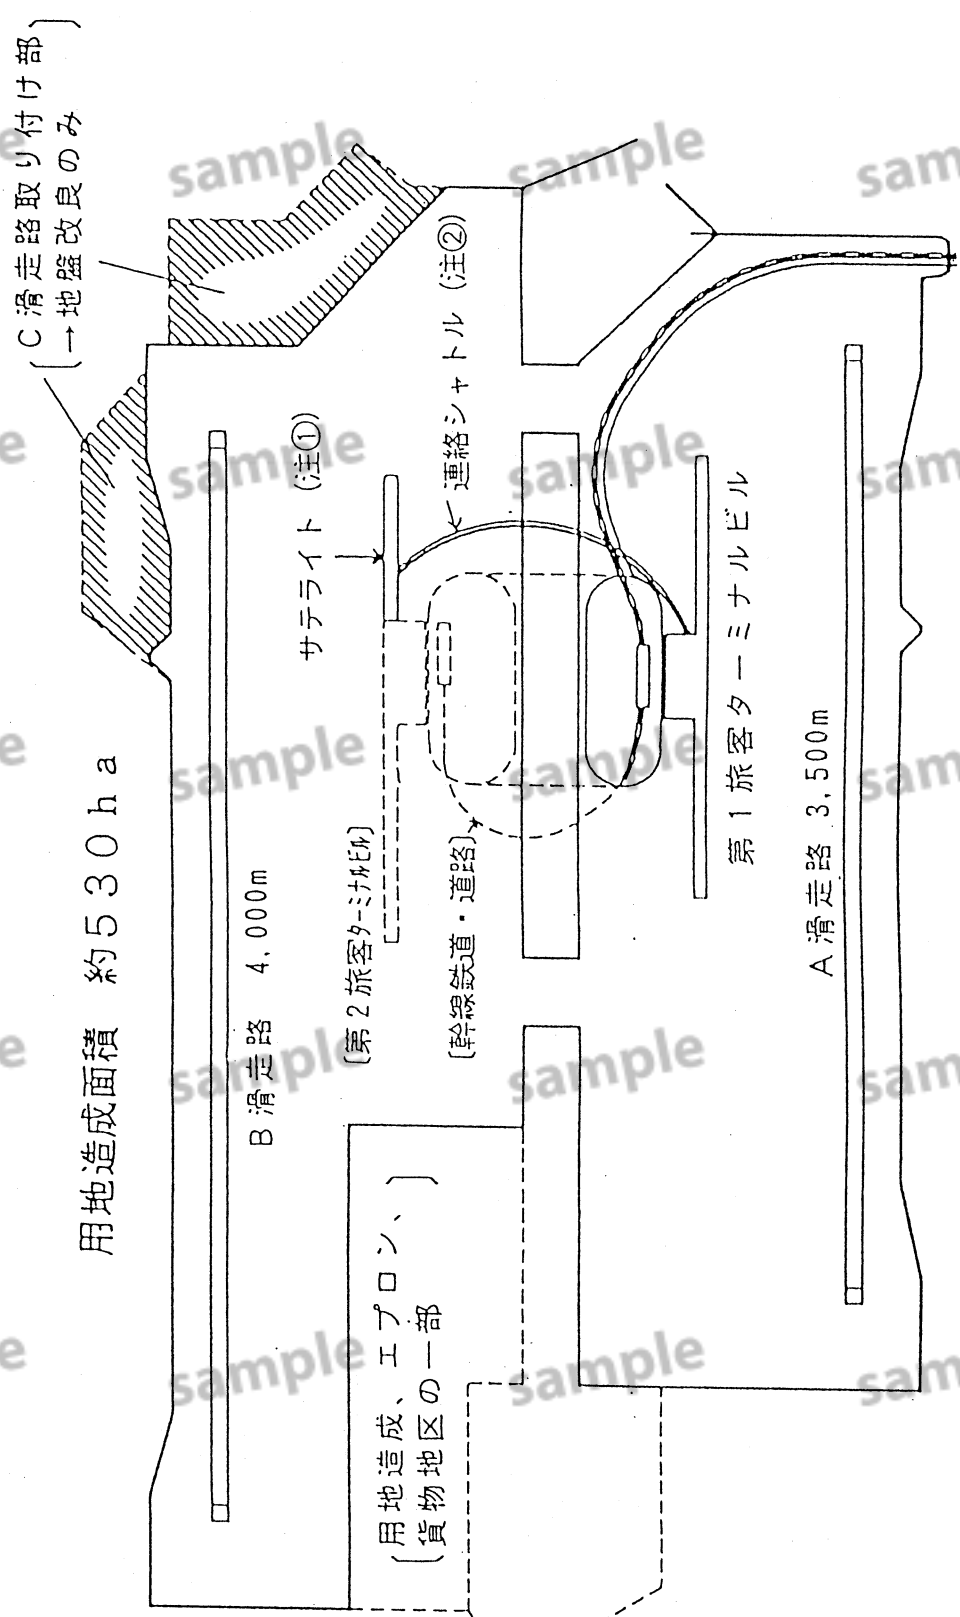 〔C滑走路取り付け部
→地盤改良のみ〕
用地造成面積 約530ha
B滑走路 4,000m
サテライト (注①)
〔第2旅客ターミナルビル〕
〔用地造成、エプロン、
貨物地区の一部〕
連絡シャトル (注②)
〔幹線鉄道・道路〕
第1旅客ターミナルビル
A滑走路 3,500m
sample
sample
sample
sample
sample
sample
sample
sample
sample
sample